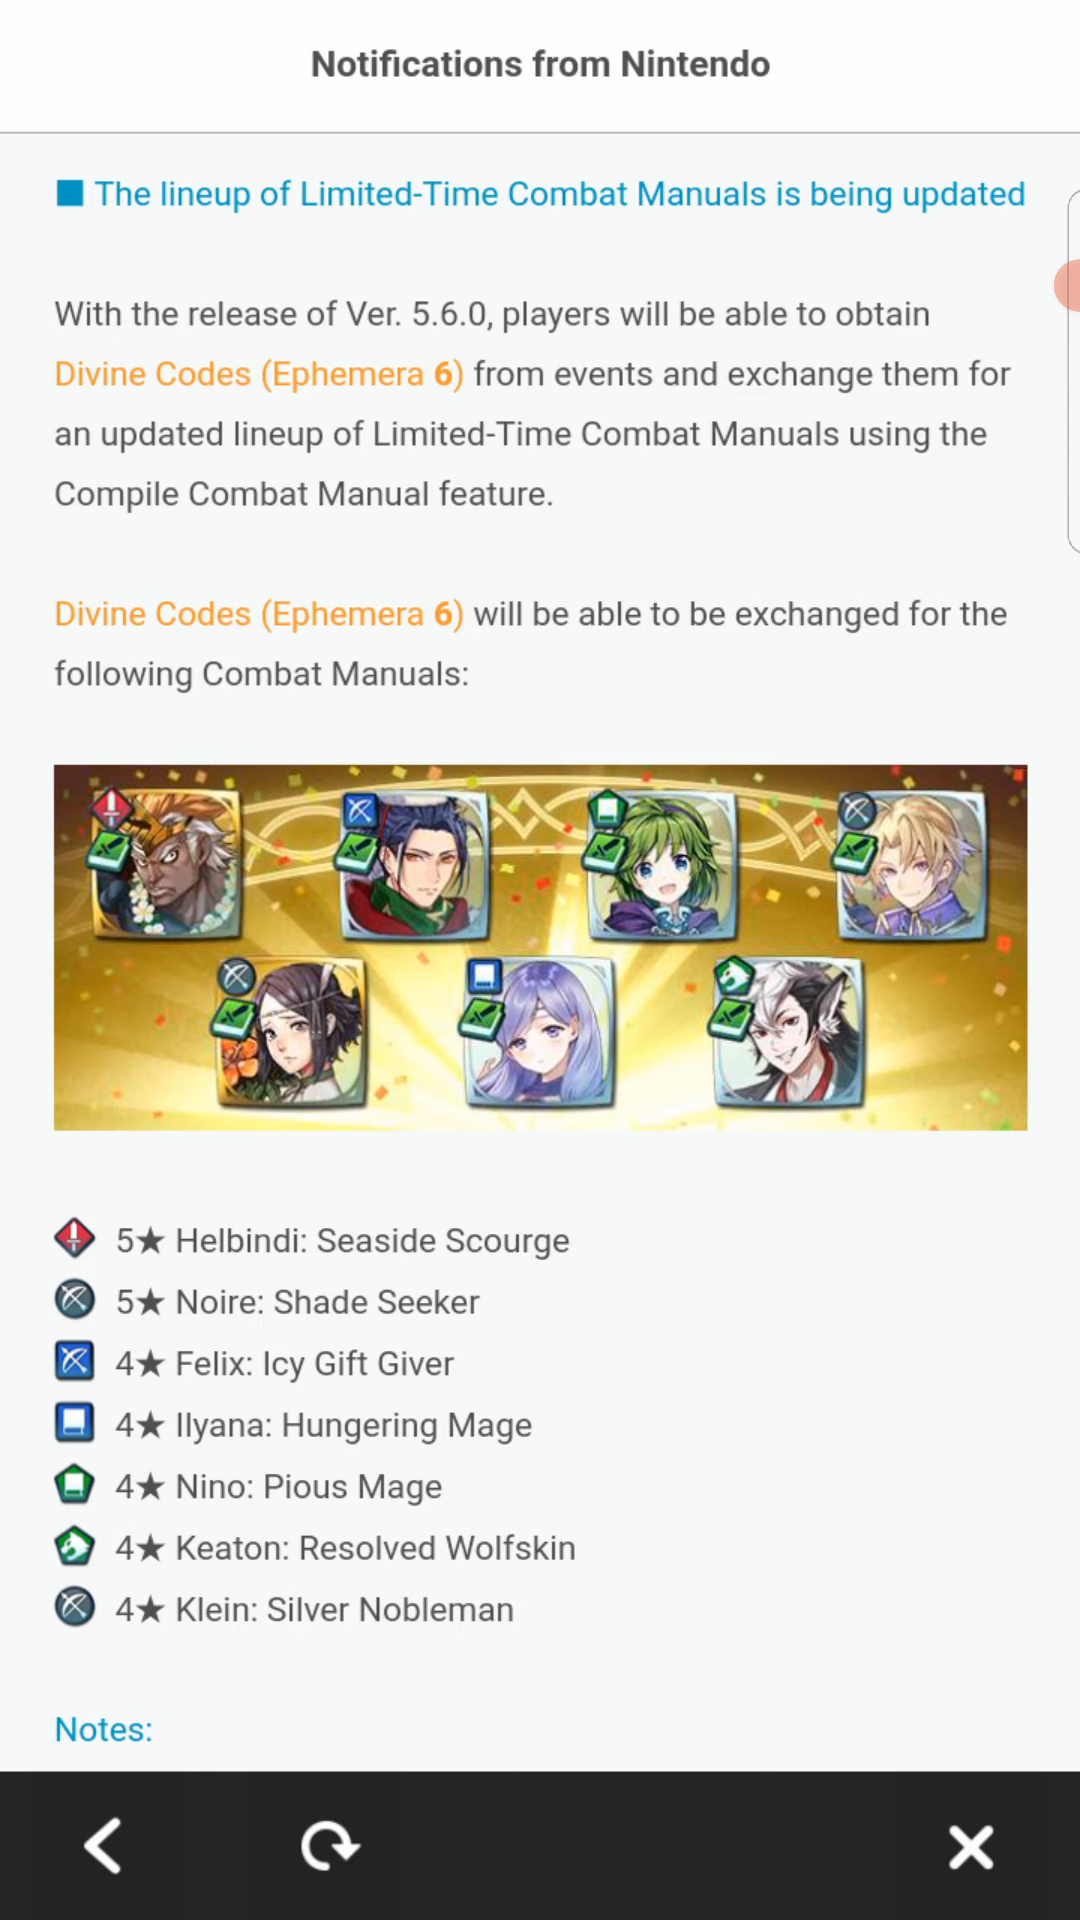 Notifications from Nintendo
The lineup of Limited-Time Combat Manuals is being updated
With the release of Ver. 5.6.0, players will be able to obtain
Divine Codes (Ephemera 6) from events and exchange them for
an updated lineup of Limited-Time Combat Manuals using the
Compile Combat Manual feature.
Divine Codes (Ephemera 6) will be able to be exchanged for the
following Combat Manuals:
5★ Helbindi: Seaside Scourge
5★ Noire: Shade Seeker
4★ Felix: Icy Gift Giver
4★ Ilyana: Hungering Mage
4★ Nino: Pious Mage
4★ Keaton: Resolved Wolfskin
4★ Klein: Silver Nobleman
Notes: